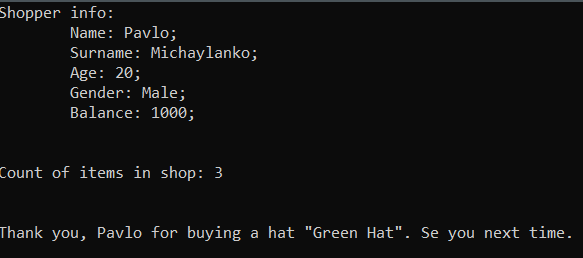 Shopper info:
Name: Pavlo;
Surname: Michaylanko;
Age: 20;
Gender: Male;
Balance: 1000;
Count of items in shop: 3
Thank you, Pavlo for buying a hat "Green Hat". Se you next time.